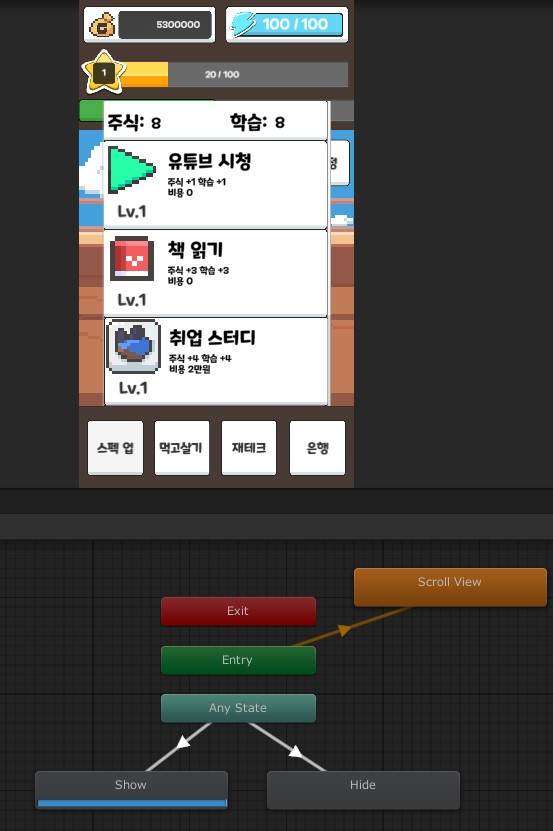 5300000
100/100
1
20/100
주식: 8 학습: 8
유튜브 시청
주식 +1 학습 +1
비용 0
Lv.1
정
책 읽기
주식 +3 학습 +3
비용 0
Lv.1
취업 스터디
주식 +4 학습 +4
비용 2만원
Lv.1
스펙 업 먹고살기 재테크 은행
Scroll View
Exit
Entry
Any State
Show Hide